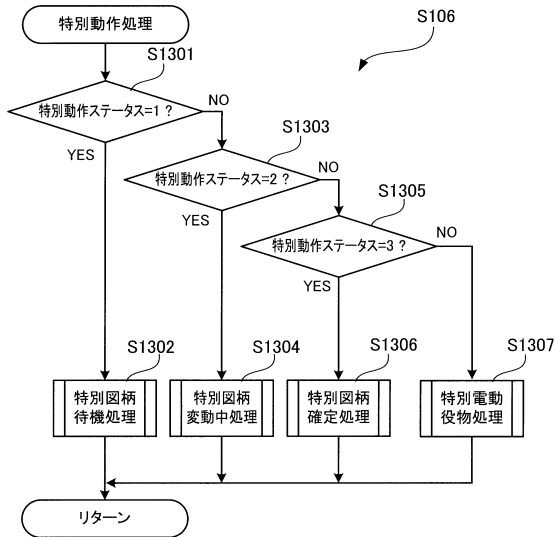 特別動作処理
S106
S1301
特別動作ステータス=1 ?
NO
YES
S1303
特別動作ステータス=2 ?
NO
YES
S1305
特別動作ステータス=3 ?
NO
YES
S1302
特別図柄
待機処理
S1304
特別図柄
変動中処理
S1306
特別図柄
確定処理
S1307
特別電動
役物処理
リターン